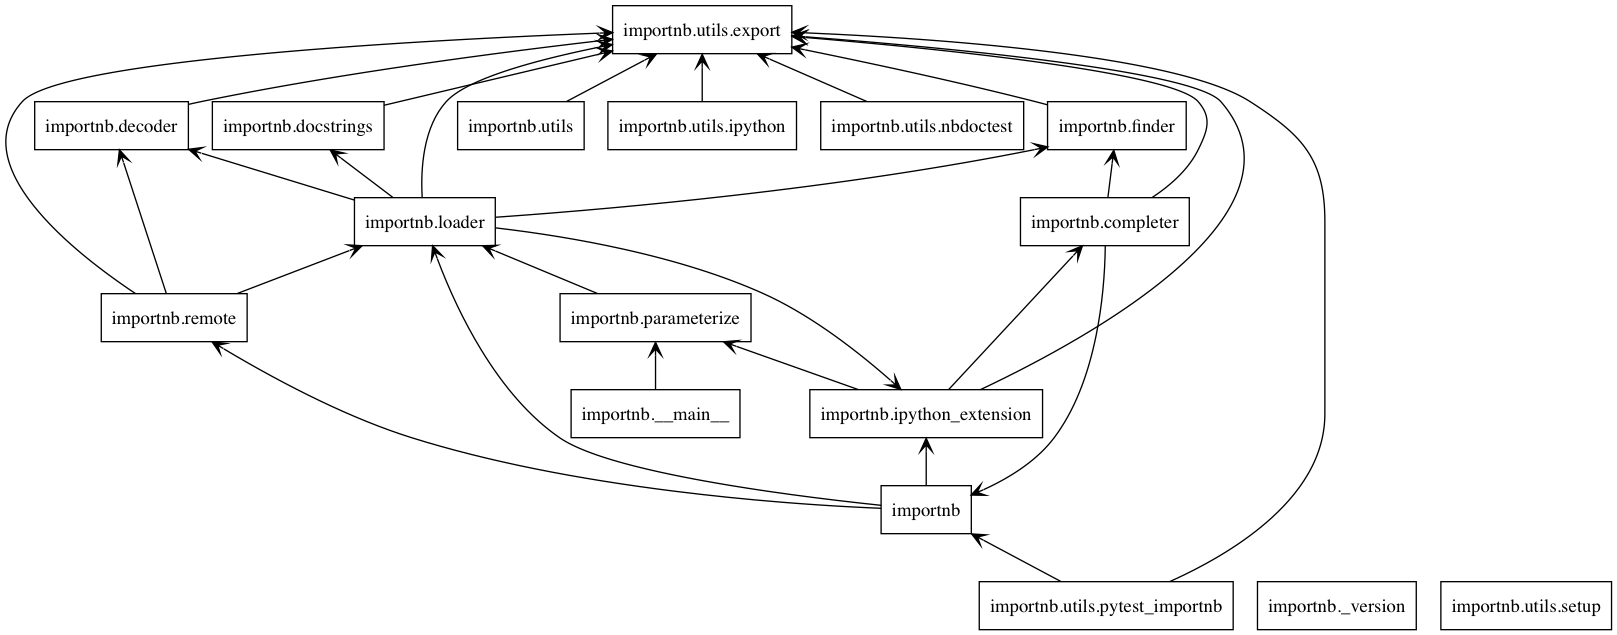 importnb.utils.export
importnb.decoder
importnb.docstrings
importnb.utils
importnb.utils.ipython
importnb.utils.nbdoctest
importnb.finder
importnb.loader
importnb.completer
importnb.remote
importnb.parameterize
importnb.__main__
importnb.ipython_extension
importnb
importnb.utils.pytest_importnb
importnb._version
importnb.utils.setup